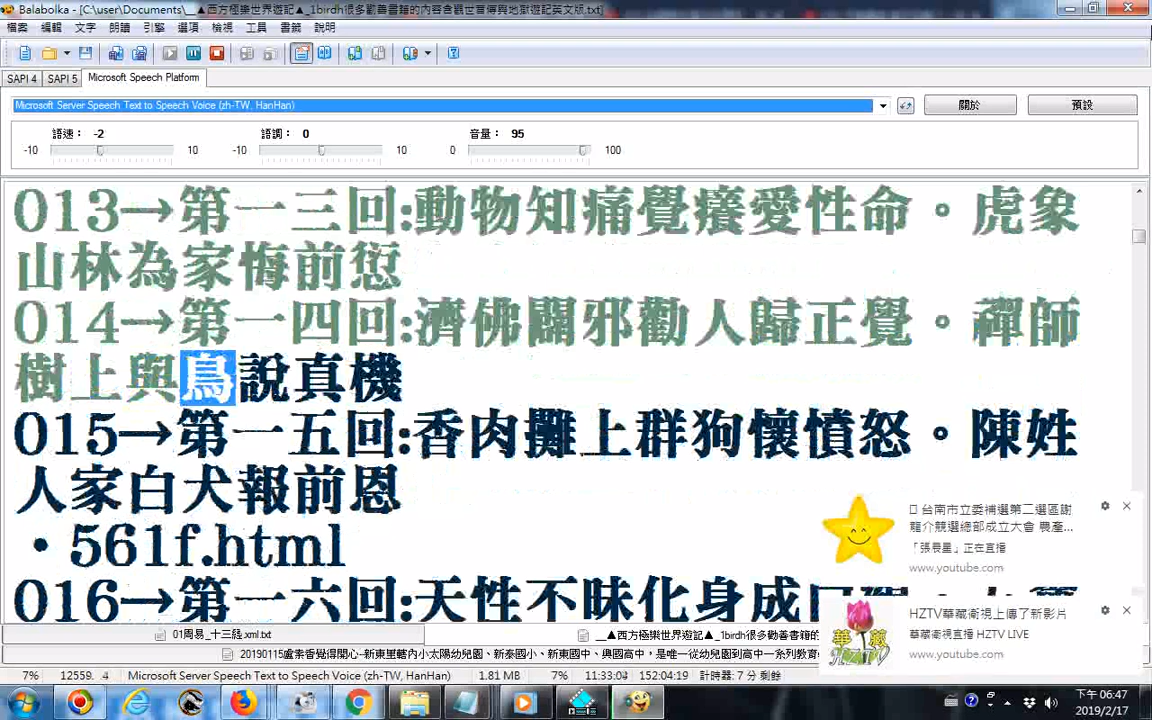 Balabolka - [C:\user\Documents\__▲西方極樂世界遊記▲_1birdh很多勸善書籍的內容含觀世音傳與地獄遊記英文版.txt]
檔案 編輯 文字 朗讀 引擎 選項 檢視 工具 書籤 說明
SAPI 4 SAPI 5 Microsoft Speech Platform
Microsoft Server Speech Text to Speech Voice (zh-TW, HanHan) 關於 預設
語速： -2 語調： 0 音量： 95
-10 10 -10 10 0 100
013→第一三回:動物知痛覺癢愛性命。虎象
山林為家悔前愆
014→第一四回:濟佛闢邪勸人歸正覺。禪師
樹上與鳥說真機
015→第一五回:香肉攤上群狗懷憤怒。陳姓
人家白犬報前恩
・561f.html
016→第一六回:天性不昧化身成
台南市立委補選第二選區謝
龍介競選總部成立大會 農產...
正在直播
www.youtube.com
HZTV華藏衛視上傳了新影片
華藏衛視直播 HZTV LIVE
www.youtube.com
01周易_十三經.xml.txt __▲西方極樂世界遊記▲_1birdh很多勸善書籍的
20190115盧素香覺得開心-新東里轄內小太陽幼兒園、新泰國小、新東國中、興國高中，是唯一從幼兒園到高中一系列教育
7% 12559. 4 Microsoft Server Speech Text to Speech Voice (zh-TW, HanHan) 1.81 MB 7% 11:33:04 152:04:19 計時器: 7 分 剩餘
下午 06:47
2019/2/17